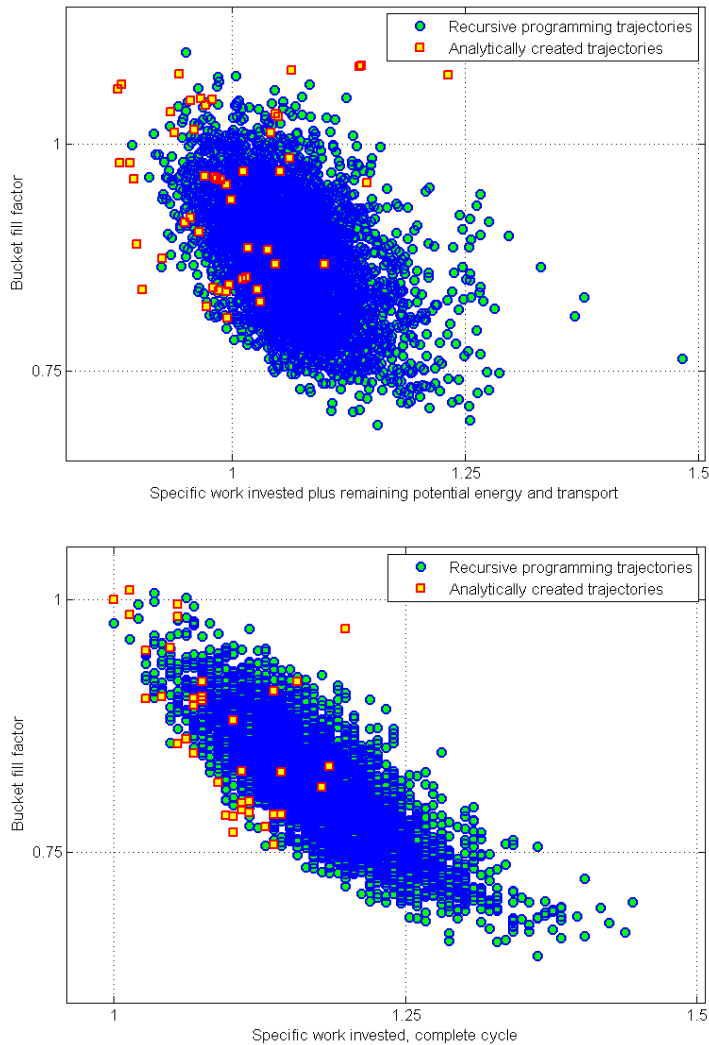 Recursive programming trajectories
Analytically created trajectories
1
0.75
Bucket fill factor
1
1.25
1.5
Specific work invested plus remaining potential energy and transport
Recursive programming trajectories
Analytically created trajectories
1
0.75
Bucket fill factor
1
1.25
1.5
Specific work invested, complete cycle